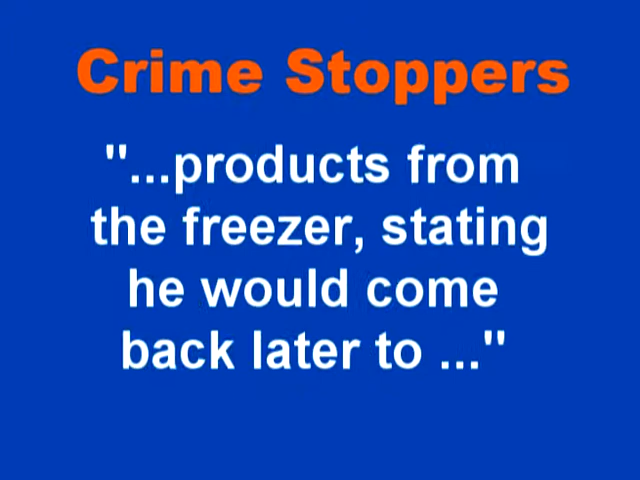 Crime Stoppers
"...products from
the freezer, stating
he would come
back later to ..."